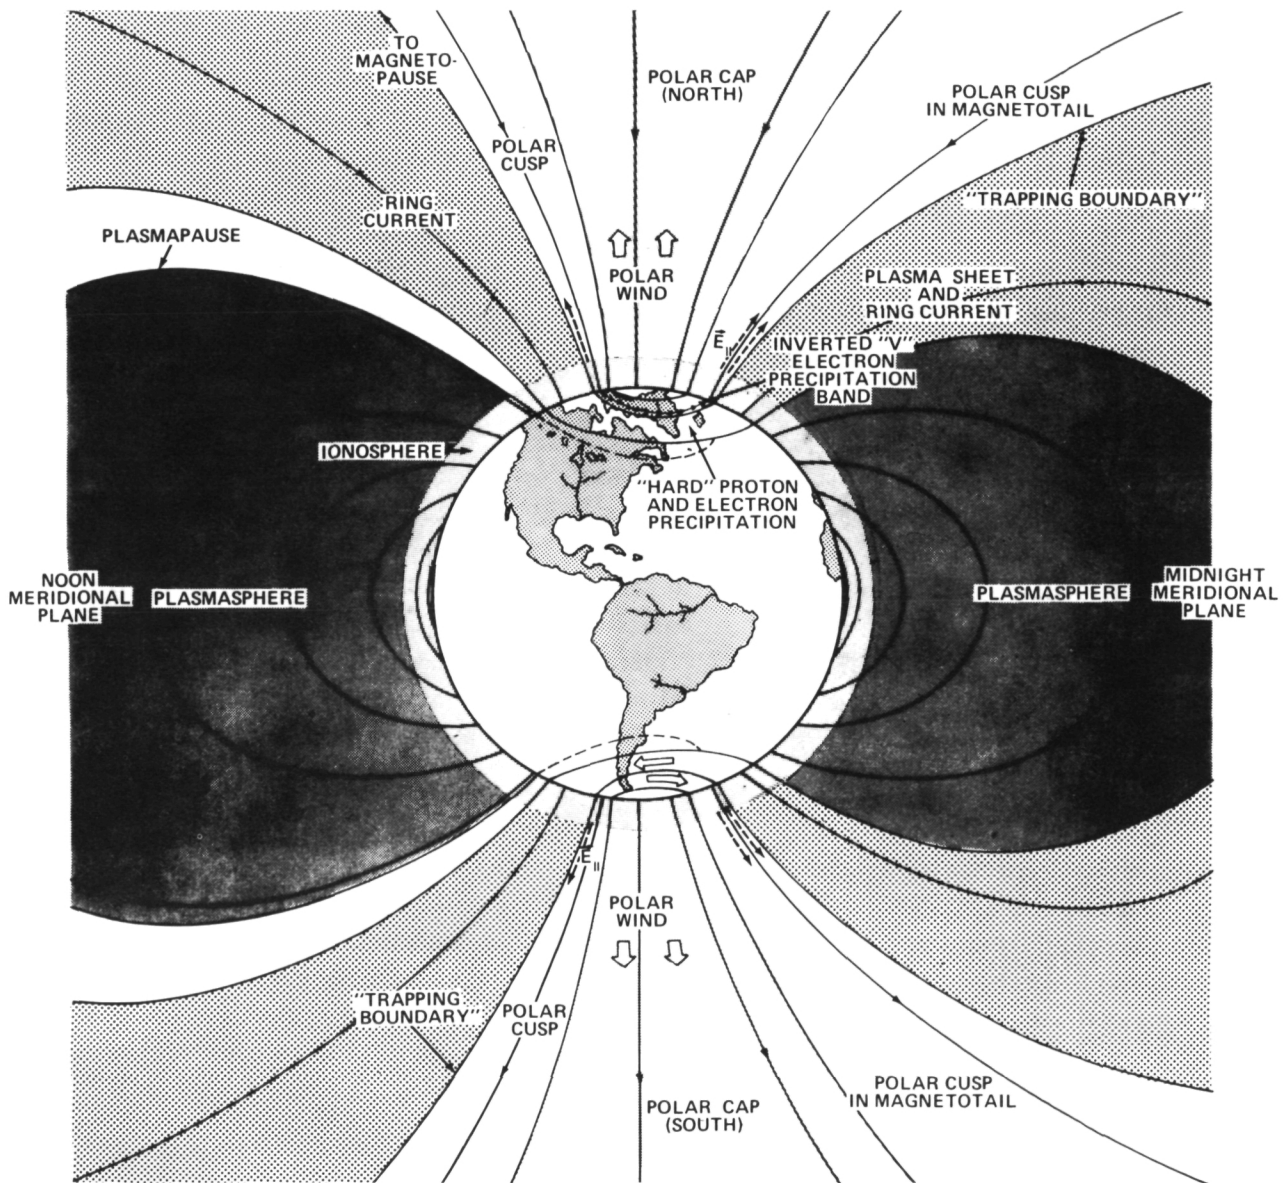 TO
MAGNETO-
PAUSE
POLAR CAP
(NORTH)
POLAR CUSP
IN MAGNETOTAIL
POLAR
CUSP
"TRAPPING BOUNDARY"
RING
CURRENT
PLASMAPAUSE
POLAR
WIND
PLASMA SHEET
AND
RING CURRENT
E||
INVERTED "V"
ELECTRON
PRECIPITATION
BAND
IONOSPHERE
"HARD" PROTON
AND ELECTRON
PRECIPITATION
NOON
MERIDIONAL
PLANE
PLASMASPHERE
PLASMASPHERE
MIDNIGHT
MERIDIONAL
PLANE
E||
POLAR
WIND
"TRAPPING
BOUNDARY"
POLAR
CUSP
POLAR CAP
(SOUTH)
POLAR CUSP
IN MAGNETOTAIL